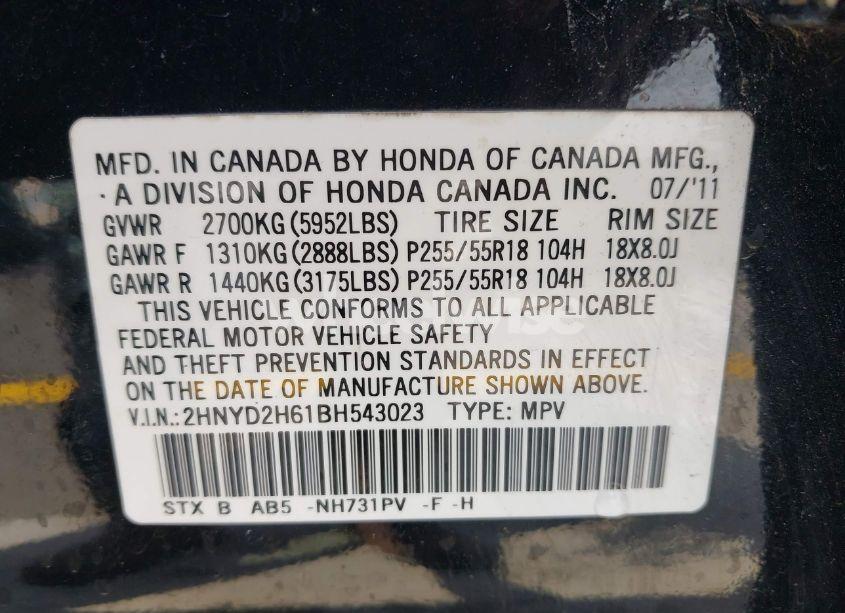 MFD. IN CANADA BY HONDA OF CANADA MFG.,
A DIVISION OF HONDA CANADA INC. 07/'11
GVWR 2700KG (5952LBS) TIRE SIZE RIM SIZE
GAWR F 1310KG (2888LBS) P255/55R18 104H 18X8.0J
GAWR R 1440KG (3175LBS) P255/55R18 104H 18X8.0J
THIS VEHICLE CONFORMS TO ALL APPLICABLE
FEDERAL MOTOR VEHICLE SAFETY
AND THEFT PREVENTION STANDARDS IN EFFECT
ON THE DATE OF MANUFACTURE SHOWN ABOVE.
V.I.N.: 2HNYD2H61BH543023 TYPE: MPV
STX B AB5 -NH731PV -F -H